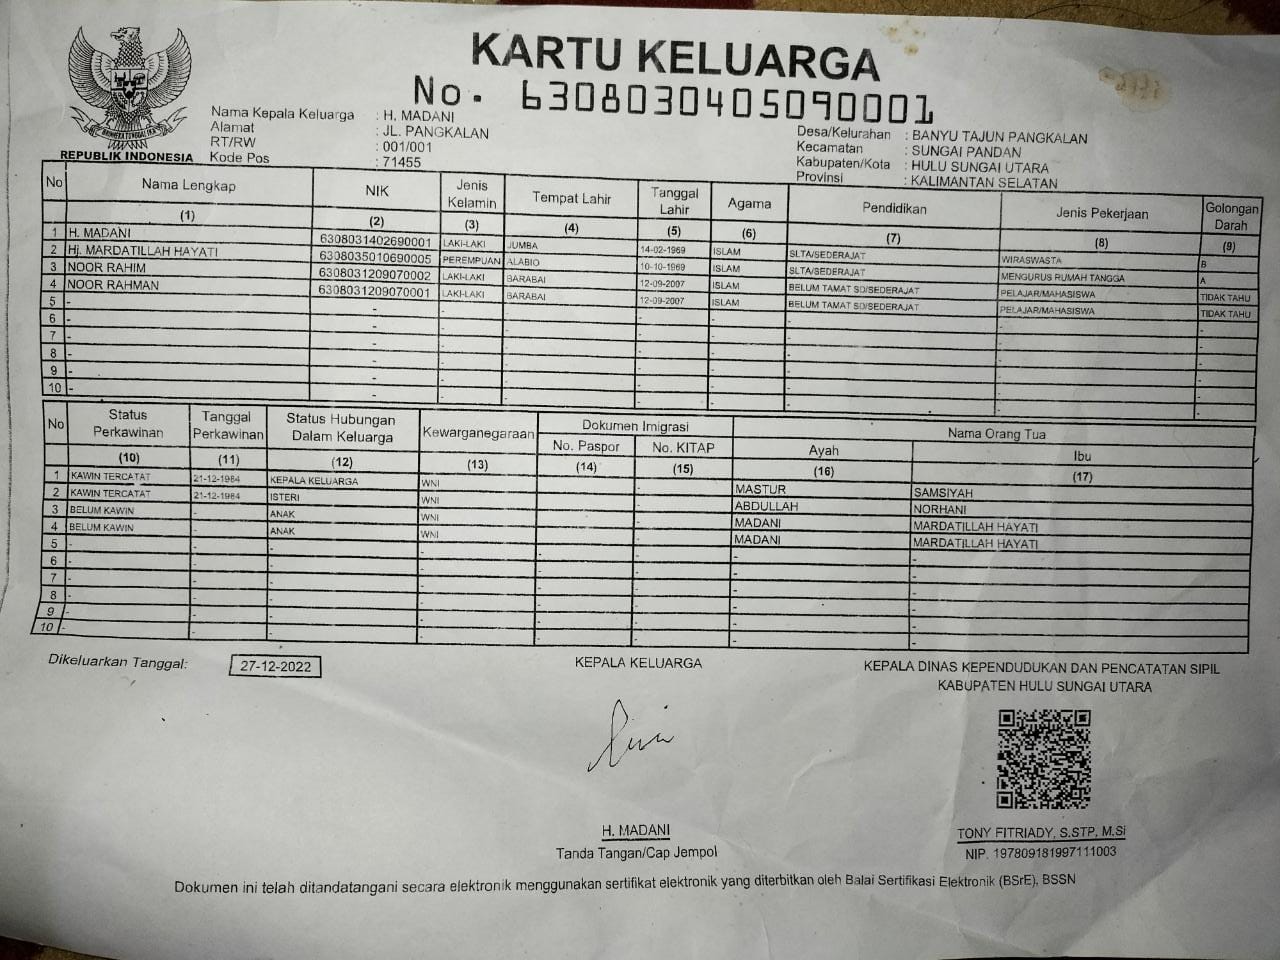 KARTU KELUARGA
No. 6308030405090001
Nama Kepala Keluarga : H. MADANI
Alamat : JL. PANGKALAN
RT/RW : 001/001
Kode Pos : 71455
Desa/Kelurahan : BANYU TAJUN PANGKALAN
Kecamatan : SUNGAI PANDAN
Kabupaten/Kota : HULU SUNGAI UTARA
Provinsi : KALIMANTAN SELATAN
BHINNEKA TUNGGAL IKA
REPUBLIK INDONESIA
No Nama Lengkap NIK Jenis Kelamin Tempat Lahir Tanggal Lahir Agama Pendidikan Jenis Pekerjaan Golongan Darah
(1) (2) (3) (4) (5) (6) (7) (8) (9)
1 H. MADANI 6308031402690001 LAKI-LAKI JUMBA 14-02-1969 ISLAM SLTA/SEDERAJAT WIRASWASTA B
2 Hj. MARDATILLAH HAYATI 6308035010690005 PEREMPUAN ALABIO 10-10-1969 ISLAM SLTA/SEDERAJAT MENGURUS RUMAH TANGGA A
3 NOOR RAHIM 6308031209070002 LAKI-LAKI BARABAI 12-09-2007 ISLAM BELUM TAMAT SD/SEDERAJAT PELAJAR/MAHASISWA TIDAK TAHU
4 NOOR RAHMAN 6308031209070001 LAKI-LAKI BARABAI 12-09-2007 ISLAM BELUM TAMAT SD/SEDERAJAT PELAJAR/MAHASISWA TIDAK TAHU
5 - - - - - - - - -
6 - - - - - - - - -
7 - - - - - - - - -
8 - - - - - - - - -
9 - - - - - - - - -
10 - - - - - - - - -
No Status Perkawinan Tanggal Perkawinan Status Hubungan Dalam Keluarga Kewarganegaraan Dokumen Imigrasi Nama Orang Tua
No. Paspor No. KITAP Ayah Ibu
(10) (11) (12) (13) (14) (15) (16) (17)
1 KAWIN TERCATAT 21-12-1984 KEPALA KELUARGA WNI - - MASTUR SAMSIYAH
2 KAWIN TERCATAT 21-12-1984 ISTERI WNI - - ABDULLAH NORHANI
3 BELUM KAWIN - ANAK WNI - - MADANI MARDATILLAH HAYATI
4 BELUM KAWIN - ANAK WNI - - MADANI MARDATILLAH HAYATI
5 - - - - - - - -
6 - - - - - - - -
7 - - - - - - - -
8 - - - - - - - -
9 - - - - - - - -
10 - - - - - - - -
Dikeluarkan Tanggal: 27-12-2022
KEPALA KELUARGA
H. MADANI
Tanda Tangan/Cap Jempol
KEPALA DINAS KEPENDUDUKAN DAN PENCATATAN SIPIL
KABUPATEN HULU SUNGAI UTARA
TONY FITRIADY, S.STP, M.Si
NIP. 197809181997111003
Dokumen ini telah ditandatangani secara elektronik menggunakan sertifikat elektronik yang diterbitkan oleh Balai Sertifikasi Elektronik (BSrE), BSSN